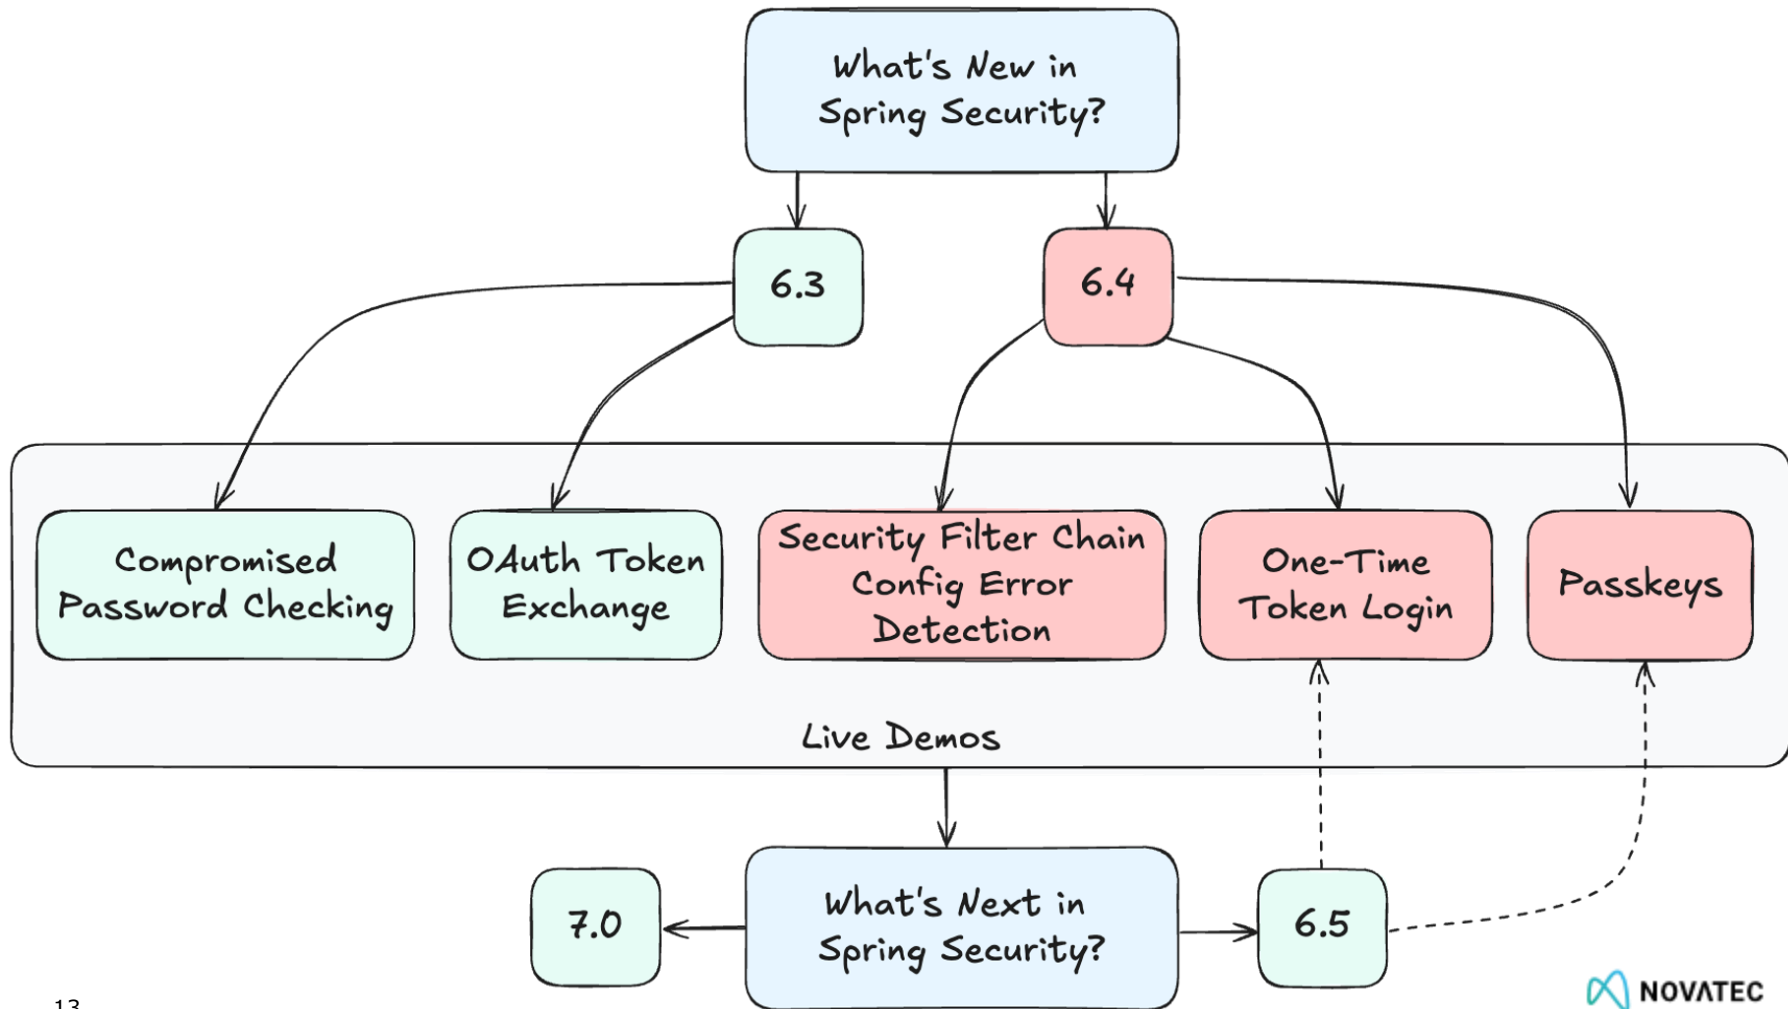 What's New in
Spring Security?
6.3
6.4
Compromised
Password Checking
OAuth Token
Exchange
Security Filter Chain
Config Error
Detection
One-Time
Token Login
Passkeys
Live Demos
7.0
What's Next in
Spring Security?
6.5
13
NOVATEC